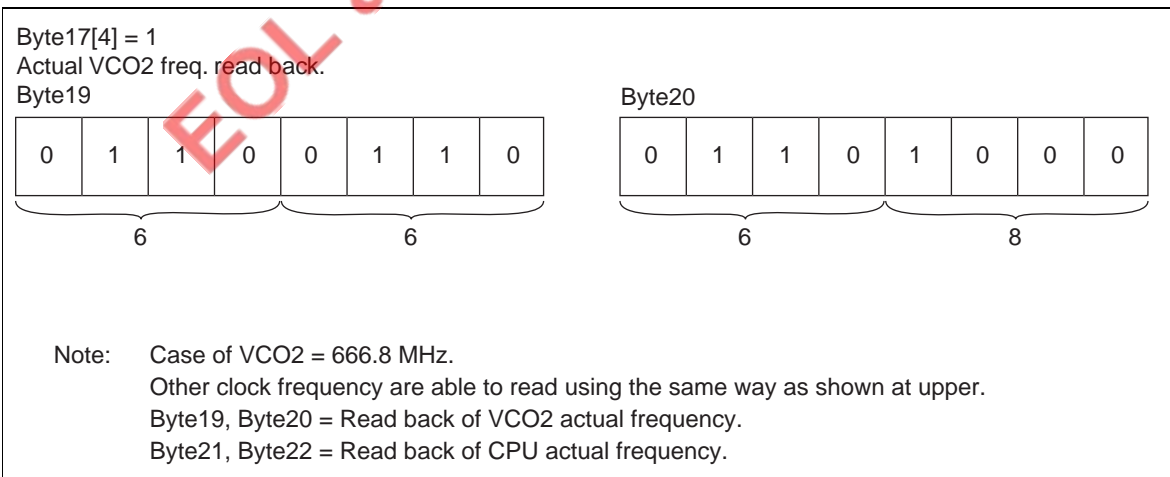 Byte17[4] = 1
Actual VCO2 freq. read back.
Byte19 Byte20
0 1 1 0 0 1 1 0 0 1 1 0 1 0 0 0
6 6 6 8
Note: Case of VCO2 = 666.8 MHz.
Other clock frequency are able to read using the same way as shown at upper.
Byte19, Byte20 = Read back of VCO2 actual frequency.
Byte21, Byte22 = Read back of CPU actual frequency.
EOL